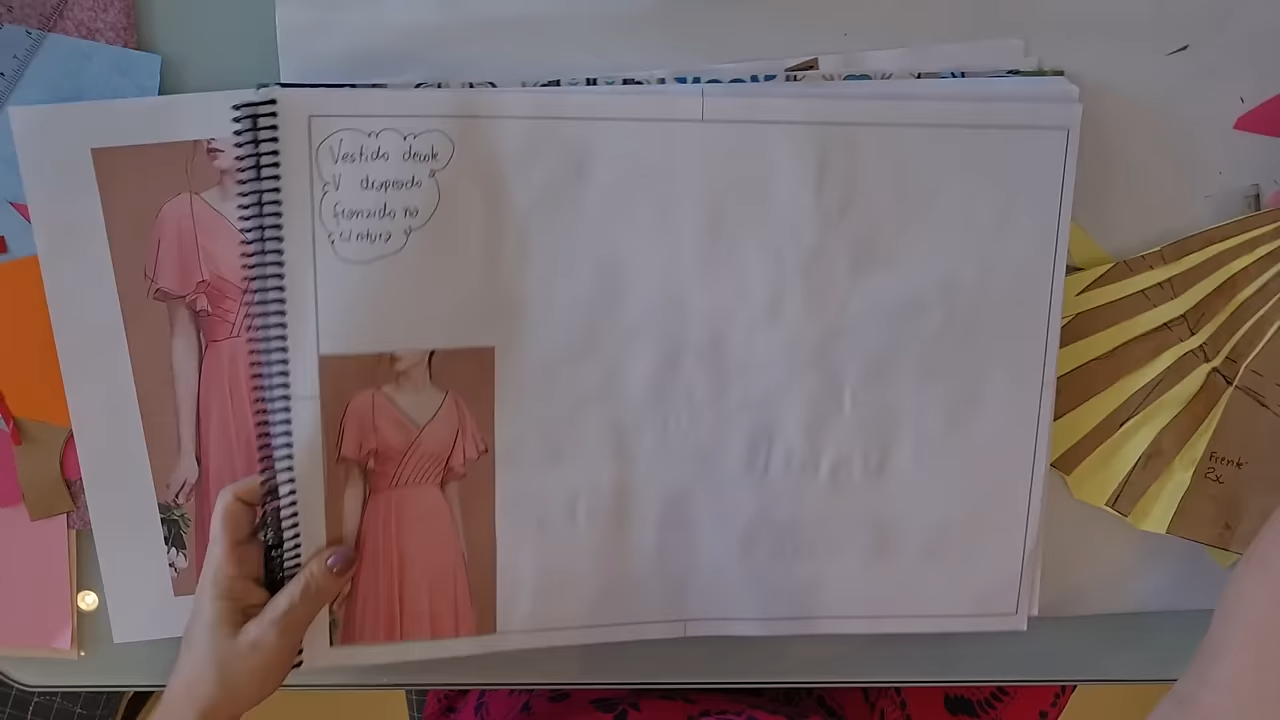 Vestido decote
V drapeado
franzido na
cintura
Frente
2x